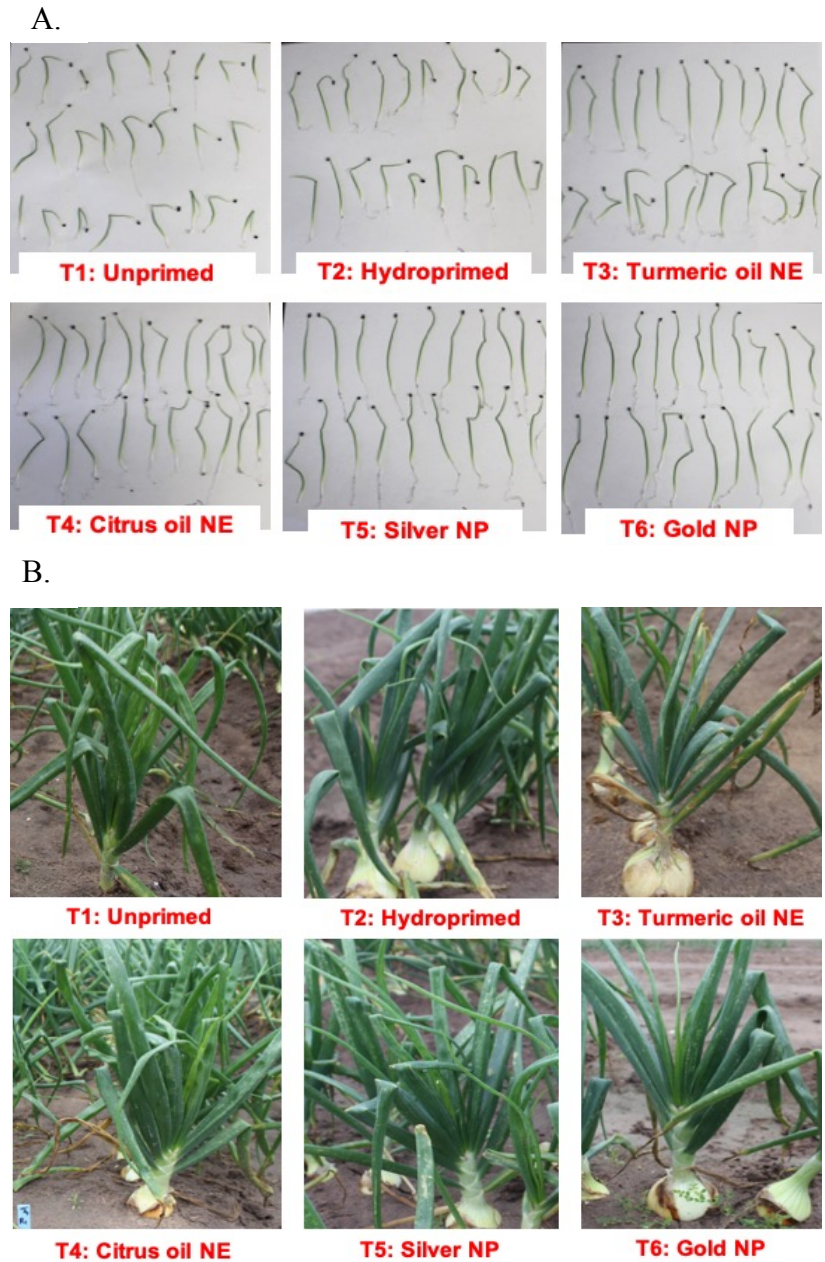 A.
T1: Unprimed
T2: Hydroprimed
T3: Turmeric oil NE
T4: Citrus oil NE
T5: Silver NP
T6: Gold NP
B.
T1: Unprimed
T2: Hydroprimed
T3: Turmeric oil NE
T4: Citrus oil NE
T5: Silver NP
T6: Gold NP